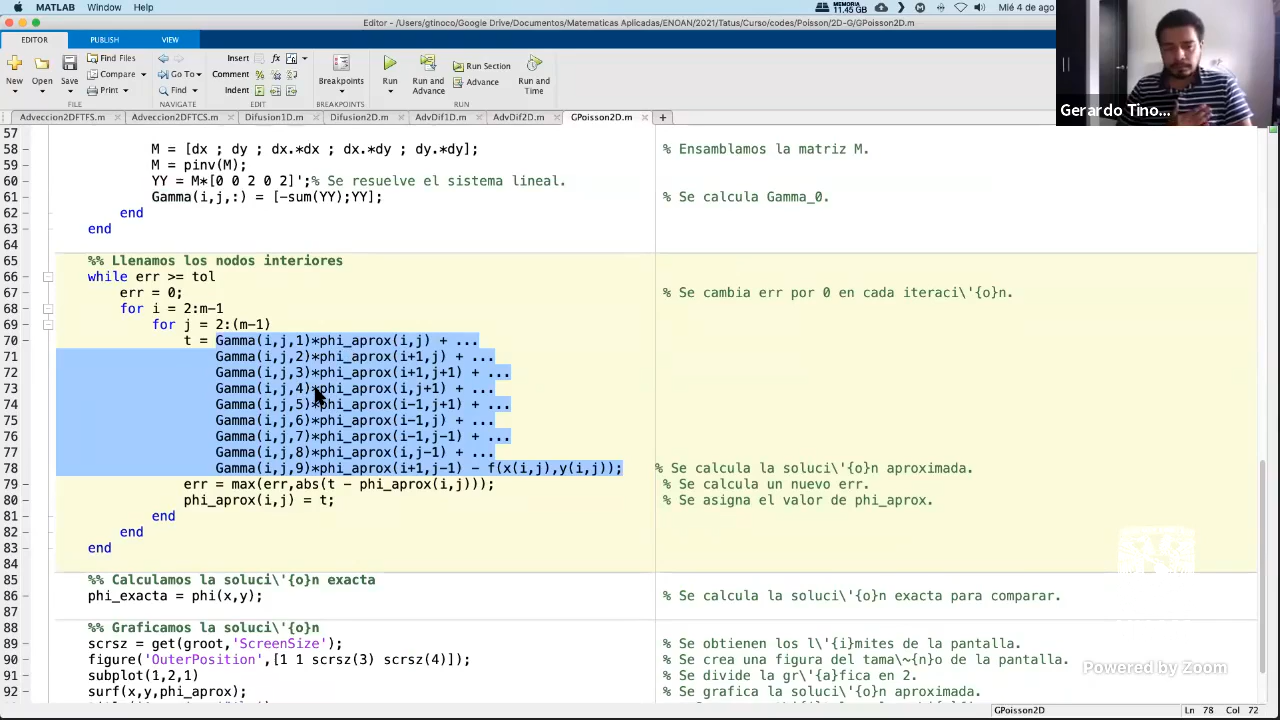 MATLAB Window Help
MEMORIA 11.45 GB
Mié 4 de ago
Editor - /Users/gtinoco/Google Drive/Documentos/Matematicas Aplicadas/ENOAN/2021/Tatus/Curso/codes/Poisson/2D-G/GPoisson2D.m
EDITOR PUBLISH VIEW
New Open Save Find Files Compare Print Go To Find Insert Comment Indent Breakpoints Run Run and Advance Run Section Advance Run and Time
FILE NAVIGATE EDIT BREAKPOINTS RUN
Gerardo Tino...
Adveccion2DFTFS.m Adveccion2DFTCS.m Difusion1D.m Difusion2D.m AdvDif1D.m AdvDif2D.m GPoisson2D.m
57
58 M = [dx ; dy ; dx.*dx ; dx.*dy ; dy.*dy]; % Ensamblamos la matriz M.
59 M = pinv(M);
60 YY = M*[0 0 2 0 2]';% Se resuelve el sistema lineal.
61 Gamma(i,j,:) = [-sum(YY);YY]; % Se calcula Gamma_0.
62 end
63 end
64
65 %% Llenamos los nodos interiores
66 while err >= tol
67 err = 0; % Se cambia err por 0 en cada iteraci\'{o}n.
68 for i = 2:m-1
69 for j = 2:(m-1)
70 t = Gamma(i,j,1)*phi_aprox(i,j) + ...
71 Gamma(i,j,2)*phi_aprox(i+1,j) + ...
72 Gamma(i,j,3)*phi_aprox(i+1,j+1) + ...
73 Gamma(i,j,4)*phi_aprox(i,j+1) + ...
74 Gamma(i,j,5)*phi_aprox(i-1,j+1) + ...
75 Gamma(i,j,6)*phi_aprox(i-1,j) + ...
76 Gamma(i,j,7)*phi_aprox(i-1,j-1) + ...
77 Gamma(i,j,8)*phi_aprox(i,j-1) + ...
78 Gamma(i,j,9)*phi_aprox(i+1,j-1) - f(x(i,j),y(i,j)); % Se calcula la soluci\'{o}n aproximada.
79 err = max(err,abs(t - phi_aprox(i,j))); % Se calcula un nuevo err.
80 phi_aprox(i,j) = t; % Se asigna el valor de phi_aprox.
81 end
82 end
83 end
84
85 %% Calculamos la soluci\'{o}n exacta
86 phi_exacta = phi(x,y); % Se calcula la soluci\'{o}n exacta para comparar.
87
88 %% Graficamos la soluci\'{o}n
89 scrsz = get(groot,'ScreenSize'); % Se obtienen los l\'{i}mites de la pantalla.
90 figure('OuterPosition',[1 1 scrsz(3) scrsz(4)]); % Se crea una figura del tama\~{n}o de la pantalla.
91 subplot(1,2,1) % Se divide la gr\'{a}fica en 2.
92 surf(x,y,phi_aprox); % Se grafica la soluci\'{o}n aproximada.
Powered by Zoom
GPoisson2D Ln 78 Col 72